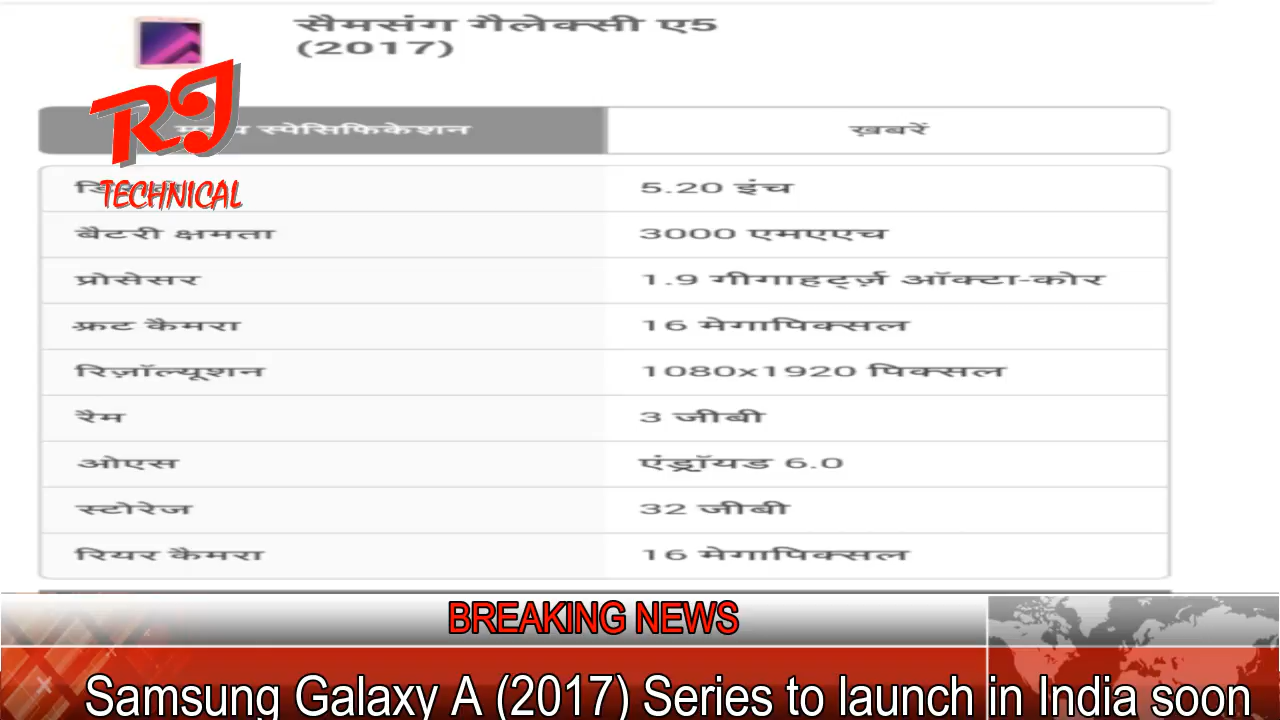 सैमसंग गैलेक्सी ए5
(2017)
RJ
TECHNICAL
स्पेसिफिकेशन
ख़बरें
5.20 इंच
बैटरी क्षमता
3000 एमएएच
प्रोसेसर
1.9 गीगाहर्ट्ज़ ऑक्टा-कोर
फ्रंट कैमरा
16 मेगापिक्सल
रिज़ॉल्यूशन
1080x1920 पिक्सल
रैम
3 जीबी
ओएस
एंड्रॉयड 6.0
स्टोरेज
32 जीबी
रियर कैमरा
16 मेगापिक्सल
BREAKING NEWS
Samsung Galaxy A (2017) Series to launch in India soon